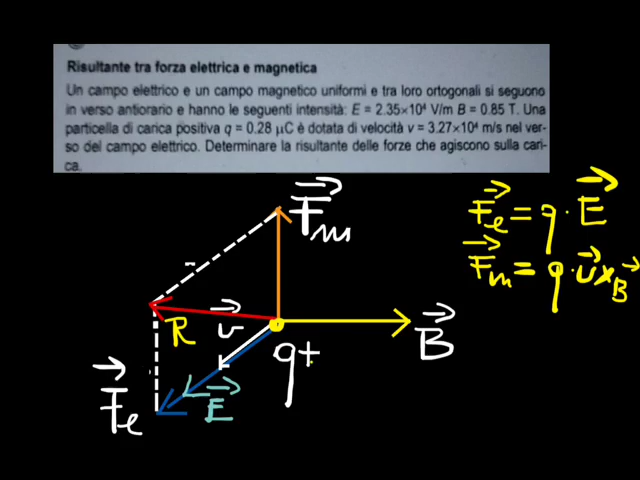 Risultante tra forza elettrica e magnetica
Un campo elettrico e un campo magnetico uniformi e tra loro ortogonali si seguono
in verso antiorario e hanno le seguenti intensità: E = 2.35×10⁴ V/m B = 0.85 T. Una
particella di carica positiva q = 0.28 μC è dotata di velocità v = 3.27×10⁴ m/s nel ver-
so del campo elettrico. Determinare la risultante delle forze che agiscono sulla cari-
ca.
Fm
Fe = q · E
Fm = q · v x B
R
v
B
q+
Fe
E